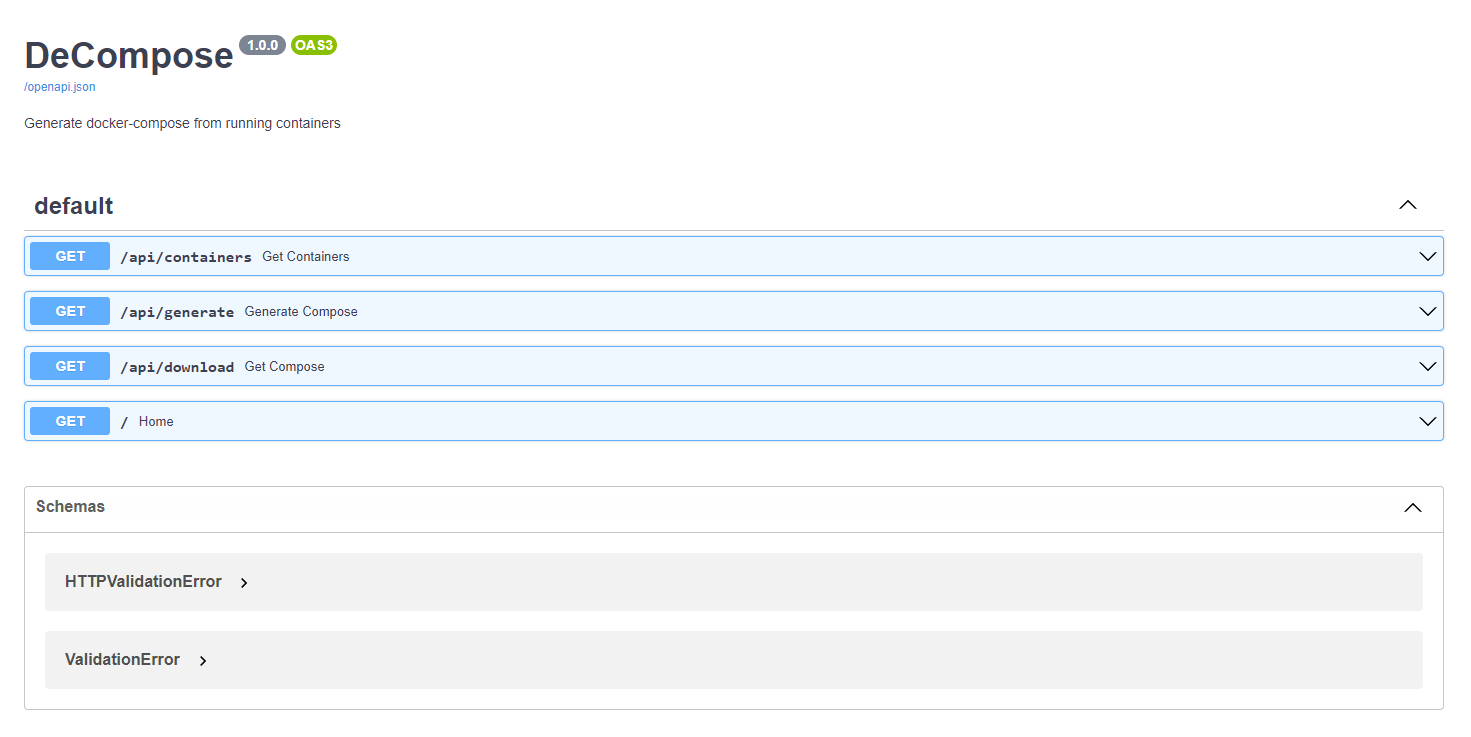 DeCompose 1.0.0 OAS3
/openapi.json
Generate docker-compose from running containers
default
GET /api/containers Get Containers
GET /api/generate Generate Compose
GET /api/download Get Compose
GET / Home
Schemas
HTTPValidationError
ValidationError